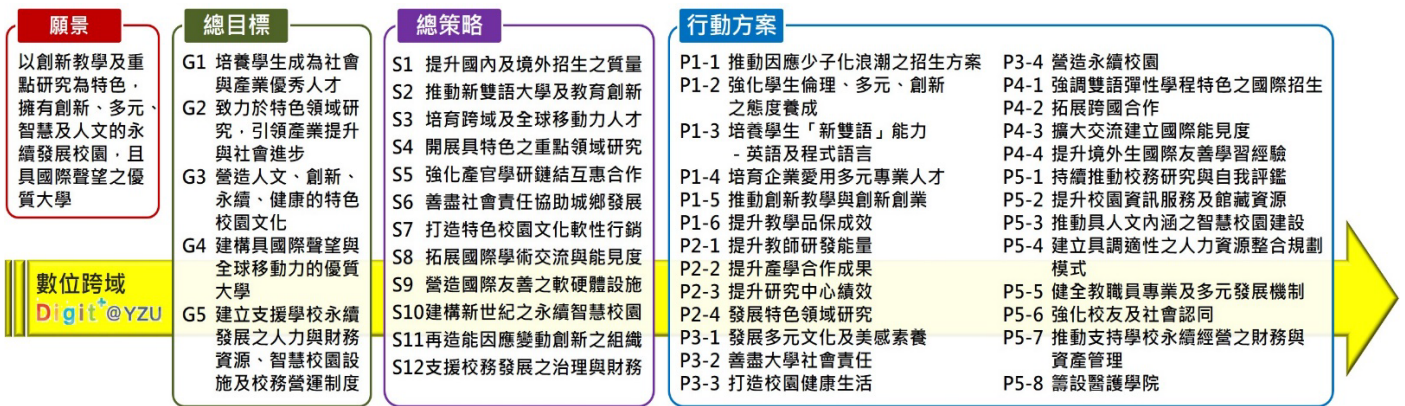 願景
以創新教學及重
點研究為特色，
擁有創新、多元、
智慧及人文的永
續發展校園，且
具國際聲望之優
質大學
數位跨域
Digit+@YZU
總目標
G1 培養學生成為社會
與產業優秀人才
G2 致力於特色領域研
究，引領產業提升
與社會進步
G3 營造人文、創新、
永續、健康的特色
校園文化
G4 建構具國際聲望與
全球移動力的優質
大學
G5 建立支援學校永續
發展之人力與財務
資源、智慧校園設
施及校務營運制度
總策略
S1 提升國內及境外招生之質量
S2 推動新雙語大學及教育創新
S3 培育跨域及全球移動力人才
S4 開展具特色之重點領域研究
S5 強化產官學研鏈結互惠合作
S6 善盡社會責任協助城鄉發展
S7 打造特色校園文化軟性行銷
S8 拓展國際學術交流與能見度
S9 營造國際友善之軟硬體設施
S10建構新世紀之永續智慧校園
S11再造能因應變動創新之組織
S12支援校務發展之治理與財務
行動方案
P1-1 推動因應少子化浪潮之招生方案
P1-2 強化學生倫理、多元、創新
之態度養成
P1-3 培養學生「新雙語」能力
- 英語及程式語言
P1-4 培育企業愛用多元專業人才
P1-5 推動創新教學與創新創業
P1-6 提升教學品保成效
P2-1 提升教師研發能量
P2-2 提升產學合作成果
P2-3 提升研究中心績效
P2-4 發展特色領域研究
P3-1 發展多元文化及美感素養
P3-2 善盡大學社會責任
P3-3 打造校園健康生活
P3-4 營造永續校園
P4-1 強調雙語彈性學程特色之國際招生
P4-2 拓展跨國合作
P4-3 擴大交流建立國際能見度
P4-4 提升境外生國際友善學習經驗
P5-1 持續推動校務研究與自我評鑑
P5-2 提升校園資訊服務及館藏資源
P5-3 推動具人文內涵之智慧校園建設
P5-4 建立具調適性之人力資源整合規劃
模式
P5-5 健全教職員專業及多元發展機制
P5-6 強化校友及社會認同
P5-7 推動支持學校永續經營之財務與
資產管理
P5-8 籌設醫護學院